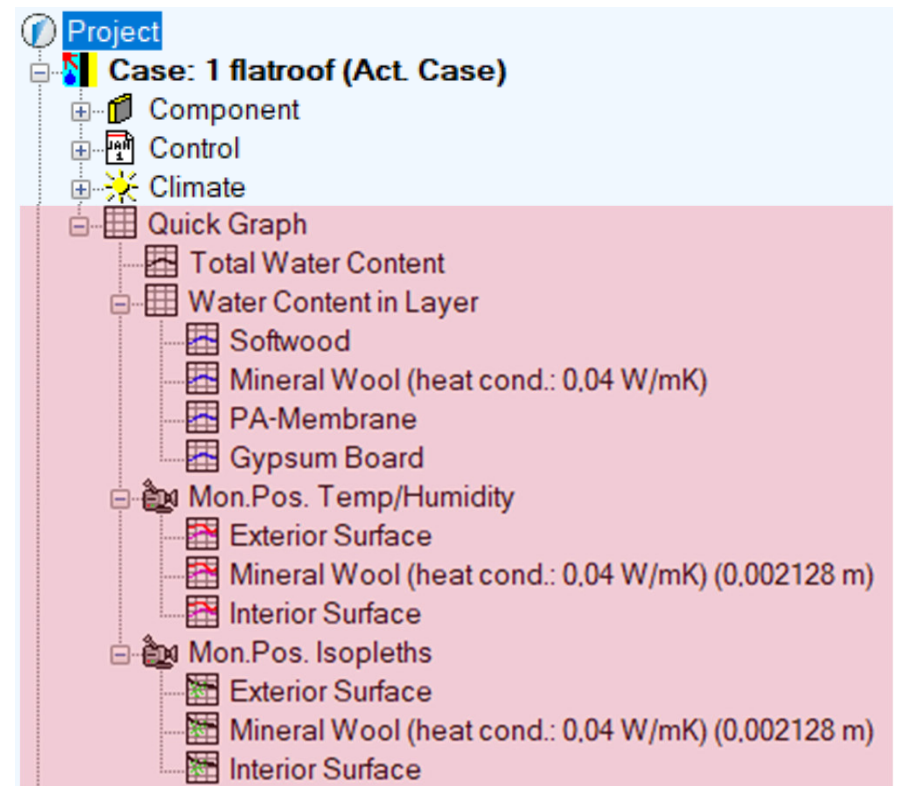 Project
Case: 1 flatroof (Act. Case)
Component
Control
Climate
Quick Graph
Total Water Content
Water Content in Layer
Softwood
Mineral Wool (heat cond.: 0,04 W/mK)
PA-Membrane
Gypsum Board
Mon.Pos. Temp/Humidity
Exterior Surface
Mineral Wool (heat cond.: 0,04 W/mK) (0,002128 m)
Interior Surface
Mon.Pos. Isopleths
Exterior Surface
Mineral Wool (heat cond.: 0,04 W/mK) (0,002128 m)
Interior Surface